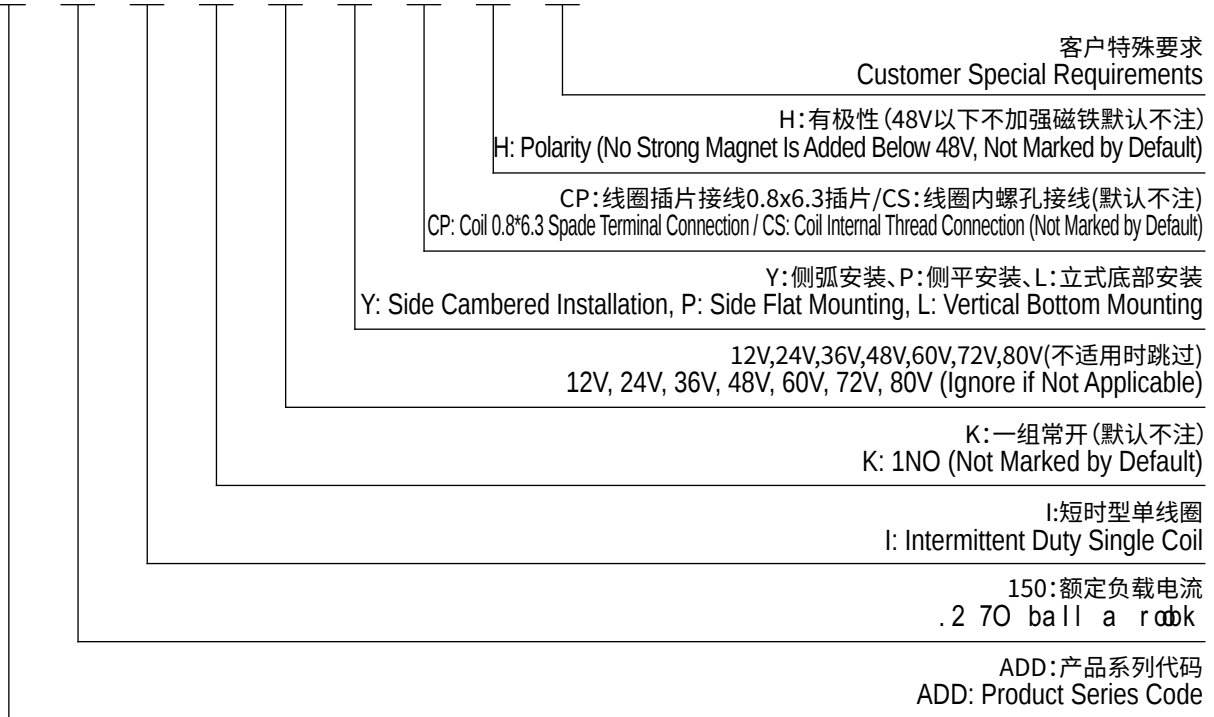 客户特殊要求
Customer Special Requirements
H:有极性(48V以下不加强磁铁默认不注)
H: Polarity (No Strong Magnet Is Added Below 48V, Not Marked by Default)
CP:线圈插片接线0.8x6.3插片/CS:线圈内螺孔接线(默认不注)
CP: Coil 0.8*6.3 Spade Terminal Connection / CS: Coil Internal Thread Connection (Not Marked by Default)
Y:侧弧安装、P:侧平安装、L:立式底部安装
Y: Side Cambered Installation, P: Side Flat Mounting, L: Vertical Bottom Mounting
12V,24V,36V,48V,60V,72V,80V(不适用时跳过)
12V, 24V, 36V, 48V, 60V, 72V, 80V (Ignore if Not Applicable)
K:一组常开(默认不注)
K: 1NO (Not Marked by Default)
I:短时型单线圈
I: Intermittent Duty Single Coil
150:额定负载电流
.2 7O ball a
ADD:产品系列代码
ADD: Product Series Code